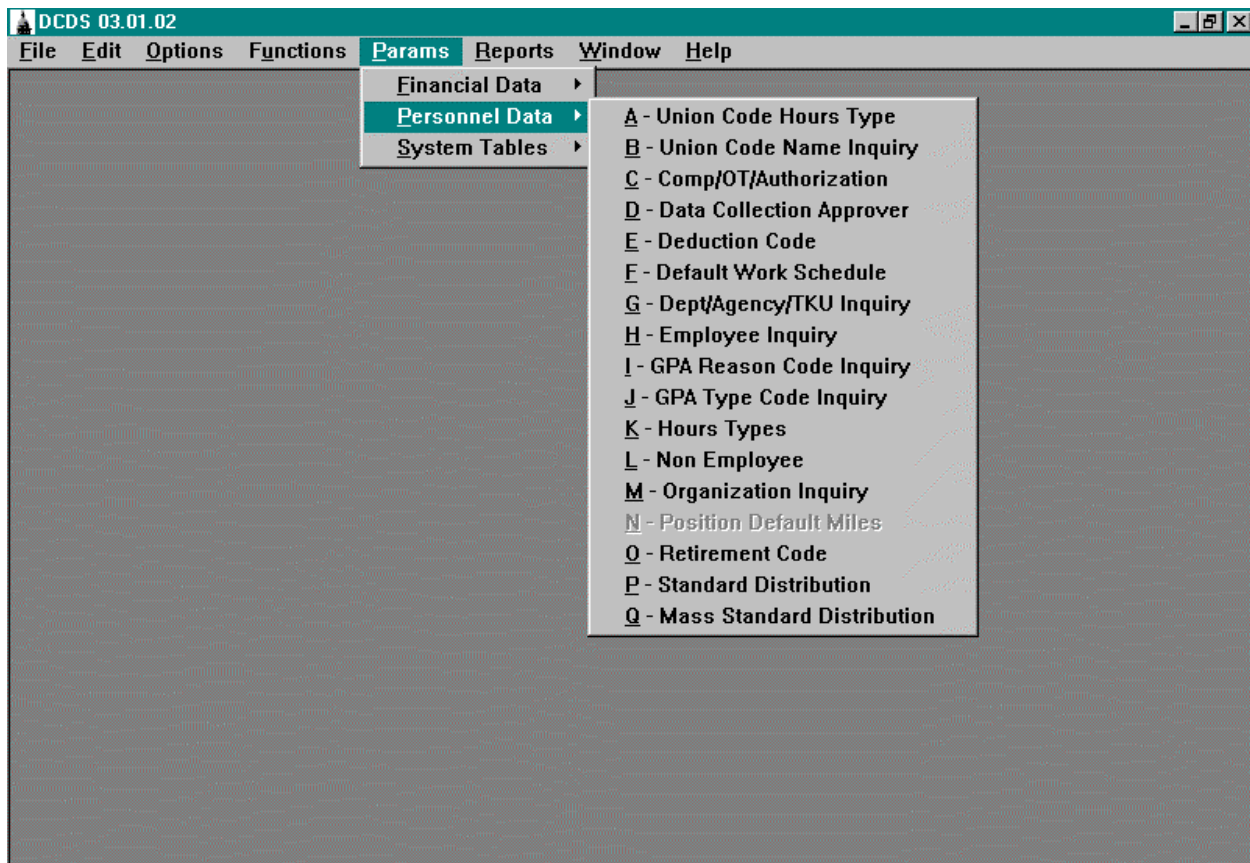 DCDS 03.01.02
File Edit Options Functions Params Reports Window Help
Financial Data
Personnel Data
System Tables
A - Union Code Hours Type
B - Union Code Name Inquiry
C - Comp/OT/Authorization
D - Data Collection Approver
E - Deduction Code
F - Default Work Schedule
G - Dept/Agency/TKU Inquiry
H - Employee Inquiry
I - GPA Reason Code Inquiry
J - GPA Type Code Inquiry
K - Hours Types
L - Non Employee
M - Organization Inquiry
N - Position Default Miles
O - Retirement Code
P - Standard Distribution
Q - Mass Standard Distribution